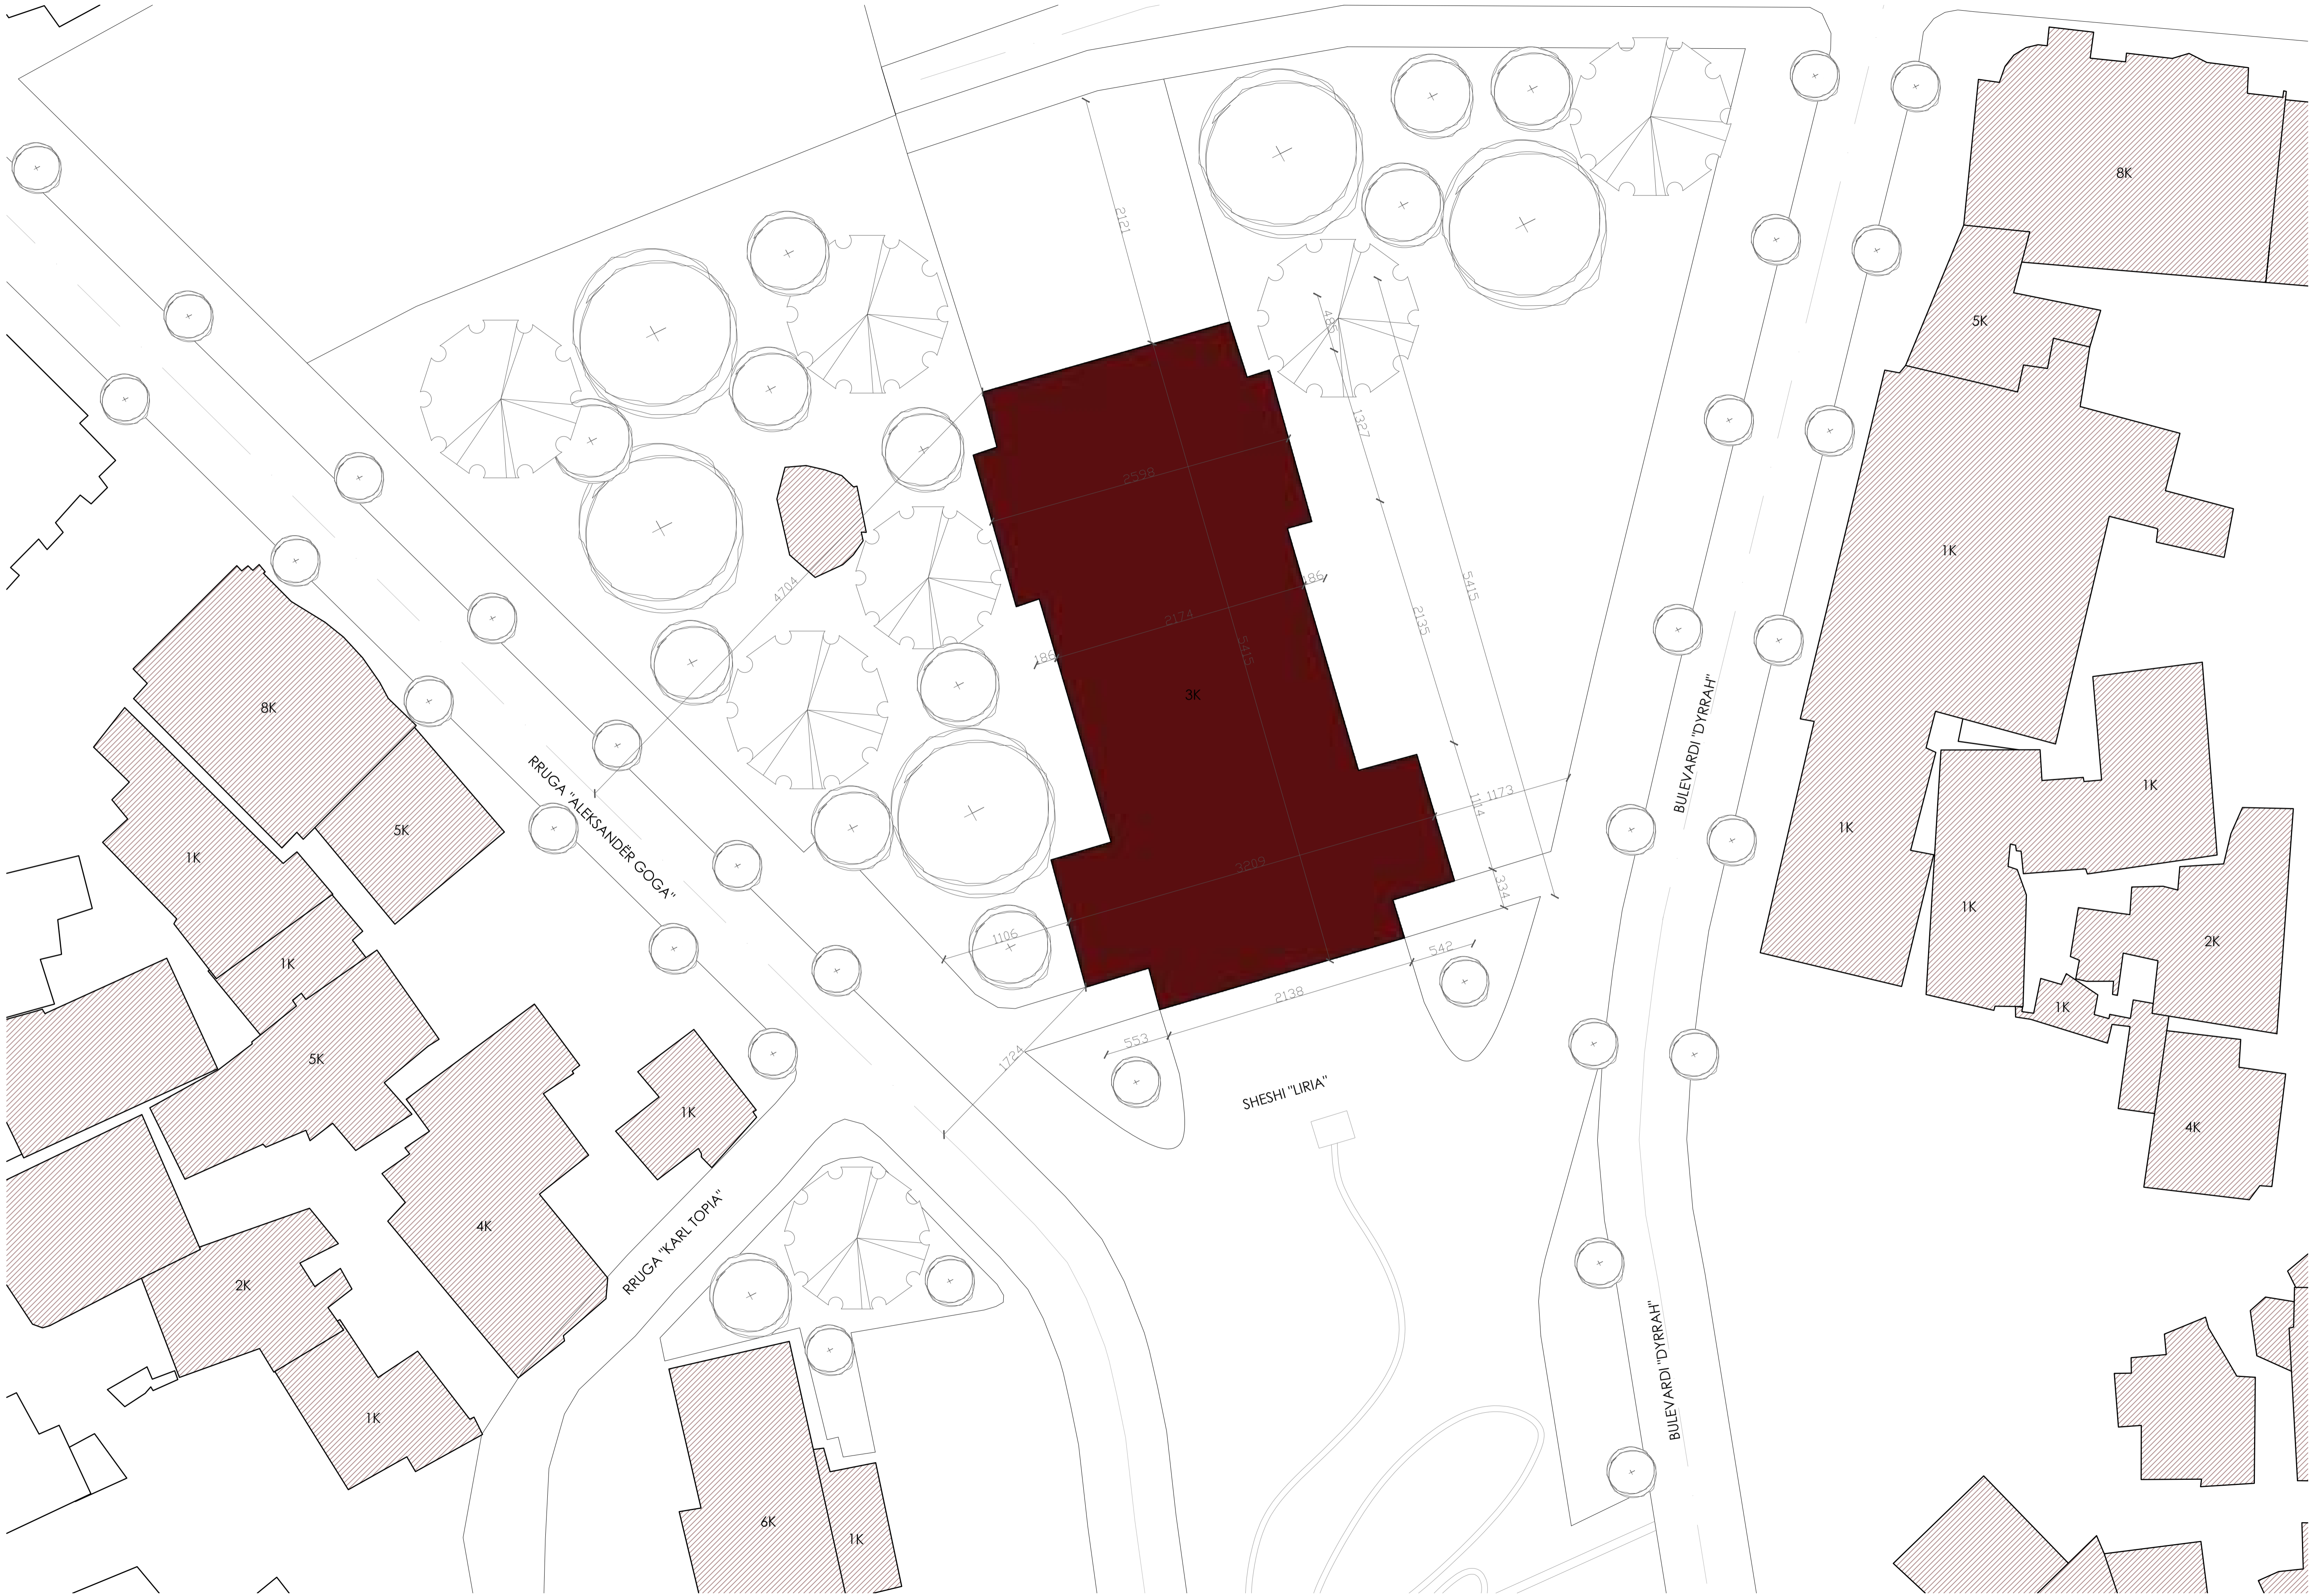 8K
2121
5K
485
1327
2598
1K
4704
5415
186
2135
2174
186
5415
3K
8K
BULEVARDI "DYRRAH"
RRUGA "ALEKSANDËR GOGA"
1K
1173
1114
5K
1K
1K
3209
334
1K
1106
542
2K
1K
2138
1K
553
1724
5K
SHESHI "LIRIA"
1K
4K
4K
RRUGA "KARL TOPIA"
2K
BULEVARDI "DYRRAH"
1K
6K
1K